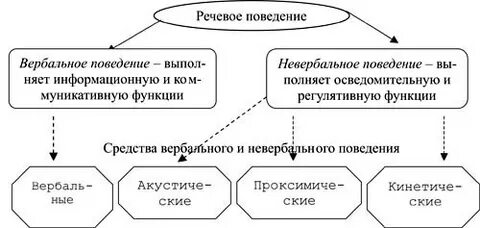 Речевое поведение
Вербальное поведение – выпол-
няет информационную и ком-
муникативную функции
Невербальное поведение – вы-
полняет осведомительную и
регулятивную функции
Средства вербального и невербального поведения
Вербаль-
ные
Акустиче-
ские
Проксимиче-
ские
Кинетиче-
ские